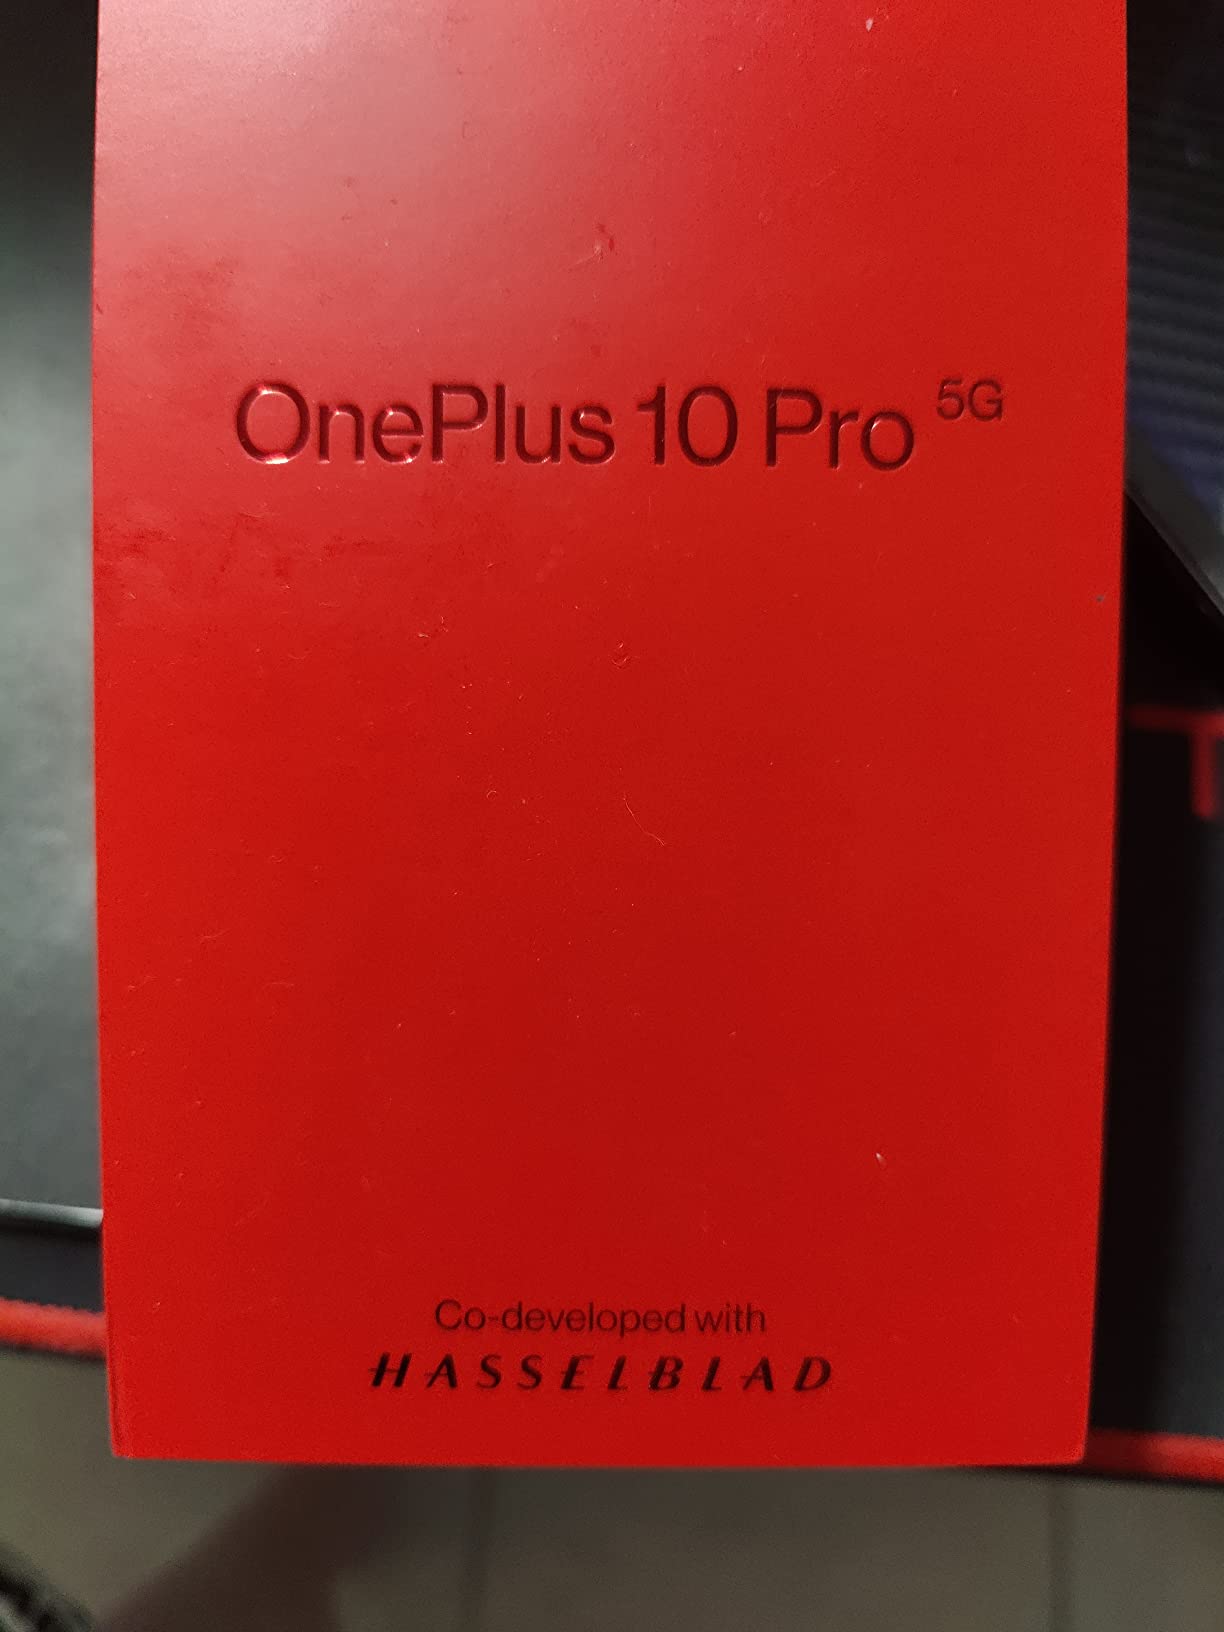 OnePlus 10 Pro 5G
Co-developed with
HASSELBLAD